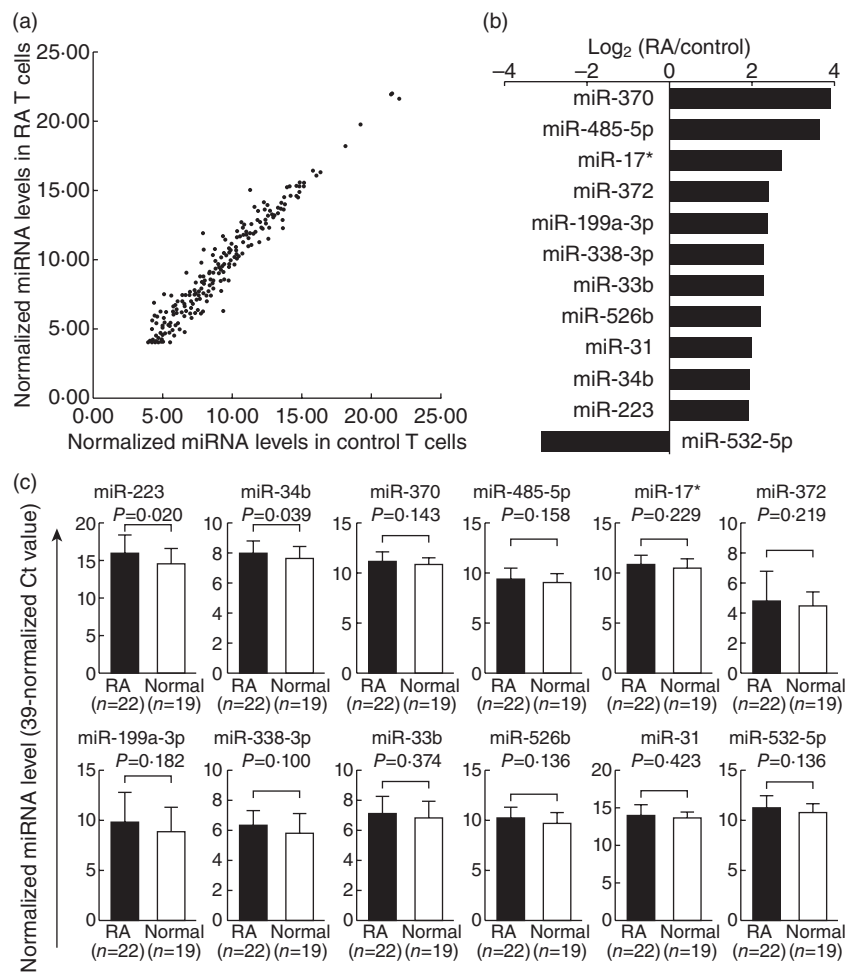 (a)
Normalized miRNA levels in RA T cells
25·00
20·00
15·00
10·00
5·00
0·00
0·00 5·00 10·00 15·00 20·00 25·00
Normalized miRNA levels in control T cells
(b)
Log2 (RA/control)
−4 −2 0 2 4
miR-370
miR-485-5p
miR-17*
miR-372
miR-199a-3p
miR-338-3p
miR-33b
miR-526b
miR-31
miR-34b
miR-223
miR-532-5p
(c)
Normalized miRNA level (39-normalized Ct value)
miR-223
P=0·020
20
15
10
5
0
RA Normal
(n=22) (n=19)
miR-34b
P=0·039
10
8
6
4
2
0
RA Normal
(n=22) (n=19)
miR-370
P=0·143
15
10
5
0
RA Normal
(n=22) (n=19)
miR-485-5p
P=0·158
15
10
5
0
RA Normal
(n=22) (n=19)
miR-17*
P=0·229
15
10
5
0
RA Normal
(n=22) (n=19)
miR-372
P=0·219
10
8
6
4
2
0
RA Normal
(n=22) (n=19)
miR-199a-3p
P=0·182
15
10
5
0
RA Normal
(n=22) (n=19)
miR-338-3p
P=0·100
10
8
6
4
2
0
RA Normal
(n=22) (n=19)
miR-33b
P=0·374
10
8
6
4
2
0
RA Normal
(n=22) (n=19)
miR-526b
P=0·136
15
10
5
0
RA Normal
(n=22) (n=19)
miR-31
P=0·423
20
15
10
5
0
RA Normal
(n=22) (n=19)
miR-532-5p
P=0·136
15
10
5
0
RA Normal
(n=22) (n=19)